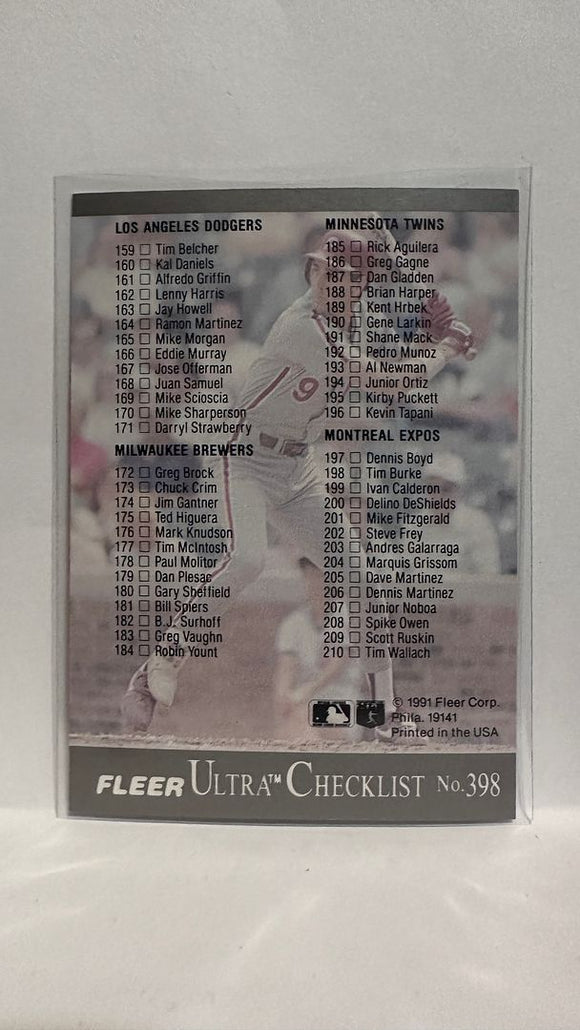 LOS ANGELES DODGERS
159 □ Tim Belcher
160 □ Kal Daniels
161 □ Alfredo Griffin
162 □ Lenny Harris
163 □ Jay Howell
164 □ Ramon Martinez
165 □ Mike Morgan
166 □ Eddie Murray
167 □ Jose Offerman
168 □ Juan Samuel
169 □ Mike Scioscia
170 □ Mike Sharperson
171 □ Darryl Strawberry
MILWAUKEE BREWERS
172 □ Greg Brock
173 □ Chuck Crim
174 □ Jim Gantner
175 □ Ted Higuera
176 □ Mark Knudson
177 □ Tim McIntosh
178 □ Paul Molitor
179 □ Dan Plesac
180 □ Gary Sheffield
181 □ Bill Spiers
182 □ B.J. Surhoff
183 □ Greg Vaughn
184 □ Robin Yount
MINNESOTA TWINS
185 □ Rick Aguilera
186 □ Greg Gagne
187 □ Dan Gladden
188 □ Brian Harper
189 □ Kent Hrbek
190 □ Gene Larkin
191 □ Shane Mack
192 □ Pedro Munoz
193 □ Al Newman
194 □ Junior Ortiz
195 □ Kirby Puckett
196 □ Kevin Tapani
MONTREAL EXPOS
197 □ Dennis Boyd
198 □ Tim Burke
199 □ Ivan Calderon
200 □ Delino DeShields
201 □ Mike Fitzgerald
202 □ Steve Frey
203 □ Andres Galarraga
204 □ Marquis Grissom
205 □ Dave Martinez
206 □ Dennis Martinez
207 □ Junior Noboa
208 □ Spike Owen
209 □ Scott Ruskin
210 □ Tim Wallach
9
© 1991 Fleer Corp.
Phila. 19141
Printed in the USA
FLEER ULTRA™ CHECKLIST No. 398